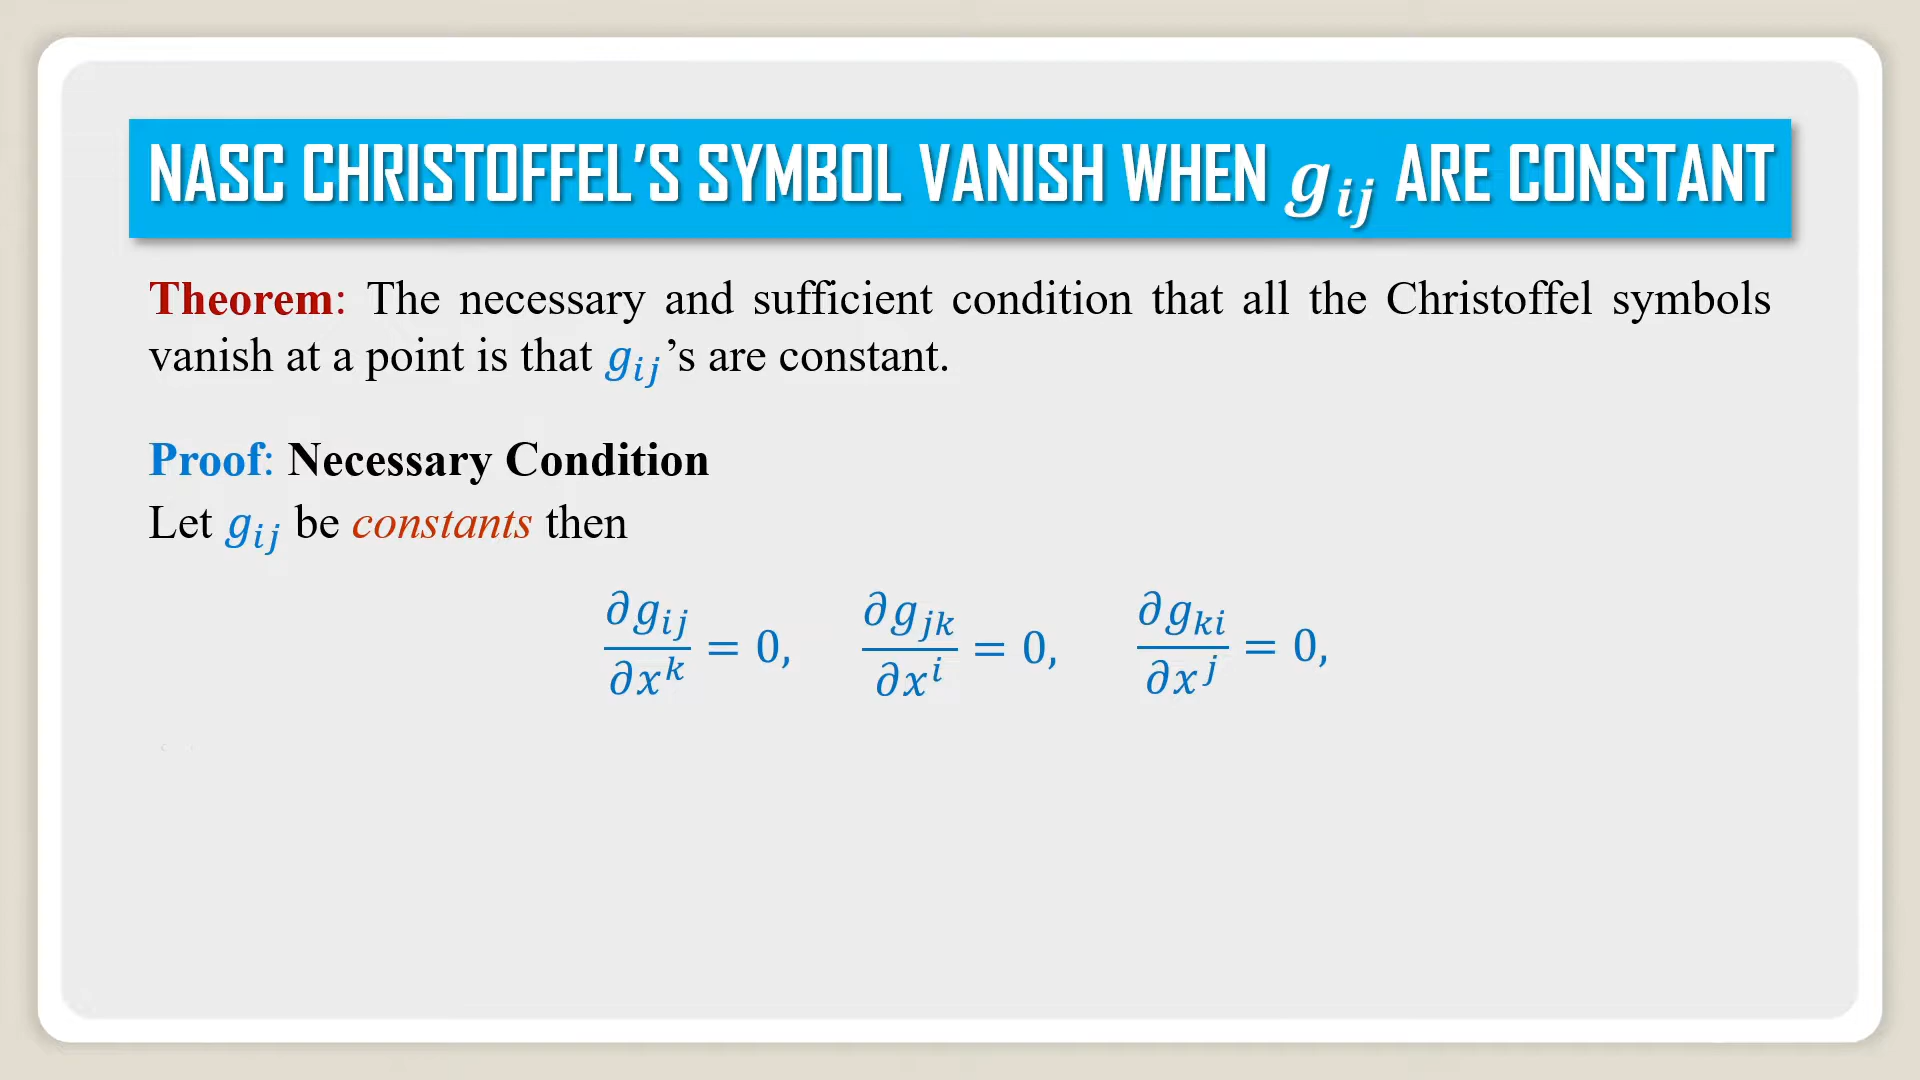 NASC CHRISTOFFEL’S SYMBOL VANISH WHEN $g_{ij}$ ARE CONSTANT
Theorem: The necessary and sufficient condition that all the Christoffel symbols
vanish at a point is that $g_{ij}$’s are constant.
Proof: Necessary Condition
Let $g_{ij}$ be constants then
$\frac{\partial g_{ij}}{\partial x^k} = 0, \quad \frac{\partial g_{jk}}{\partial x^i} = 0, \quad \frac{\partial g_{ki}}{\partial x^j} = 0,$